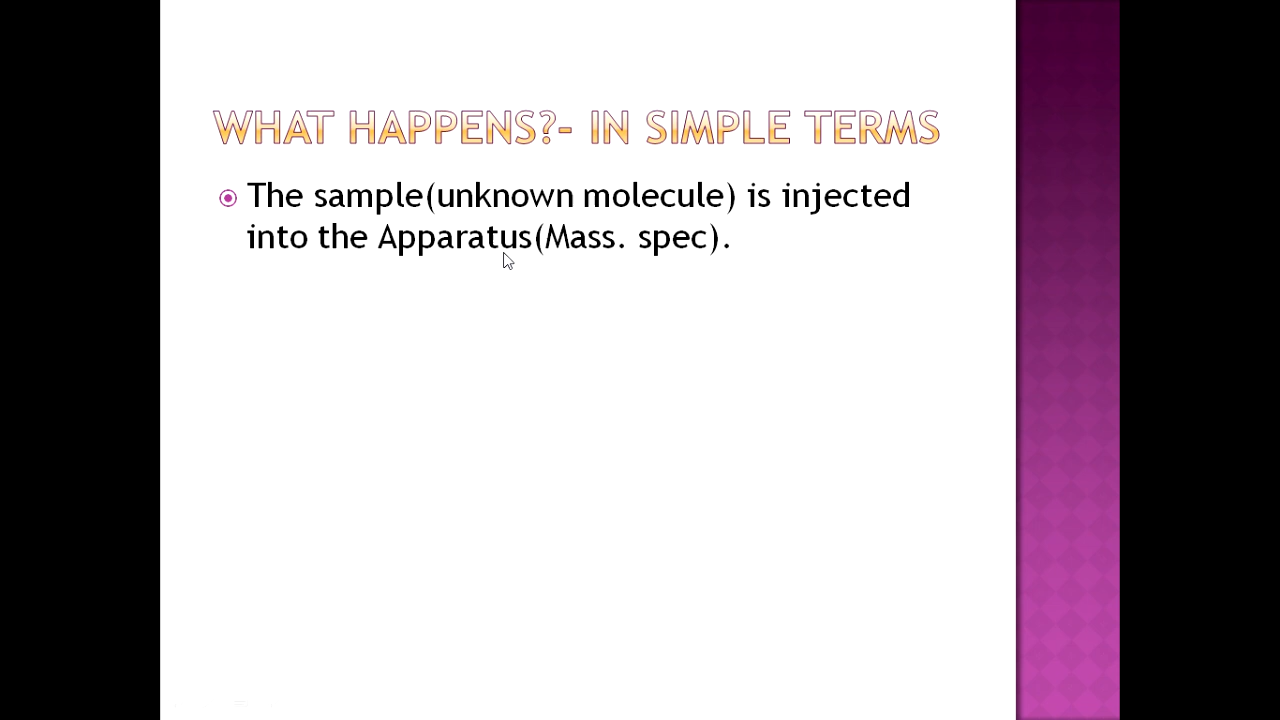 WHAT HAPPENS?- IN SIMPLE TERMS
The sample(unknown molecule) is injected
into the Apparatus(Mass. spec).